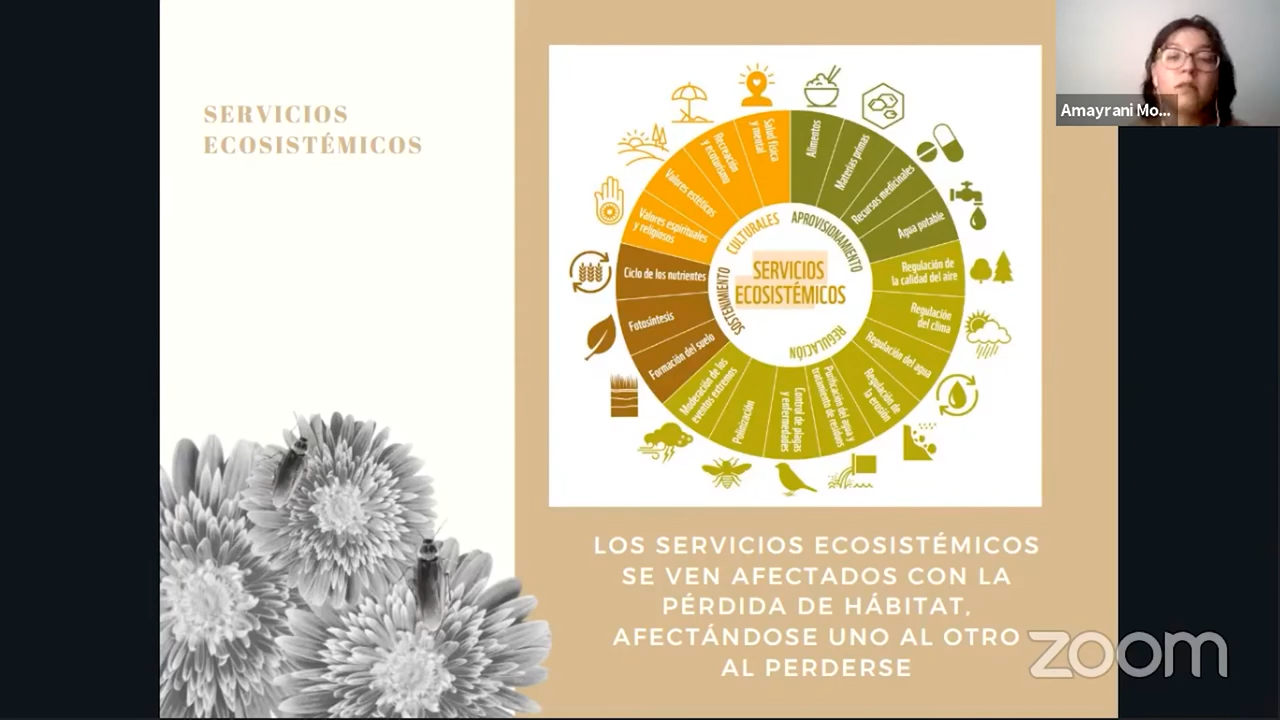 SERVICIOS
ECOSISTÉMICOS
Salud física
y mental
Recreación
y ecoturismo
Valores estéticos
Valores espirituales
y religiosos
Ciclo de los nutrientes
Fotosíntesis
Formación del suelo
Moderación de los
eventos extremos
Polinización
Control de plagas
y enfermedades
Purificación del agua y
tratamiento de residuos
Regulación de
la erosión
Regulación del agua
Regulación
del clima
Regulación de
la calidad del aire
Agua potable
Recursos medicinales
Materias primas
Alimentos
CULTURALES
APROVISIONAMIENTO
SOSTENIMIENTO
REGULACIÓN
SERVICIOS
ECOSISTÉMICOS
LOS SERVICIOS ECOSISTÉMICOS
SE VEN AFECTADOS CON LA
PÉRDIDA DE HÁBITAT,
AFECTÁNDOSE UNO AL OTRO
AL PERDERSE
Amayrani Mo...
zoom